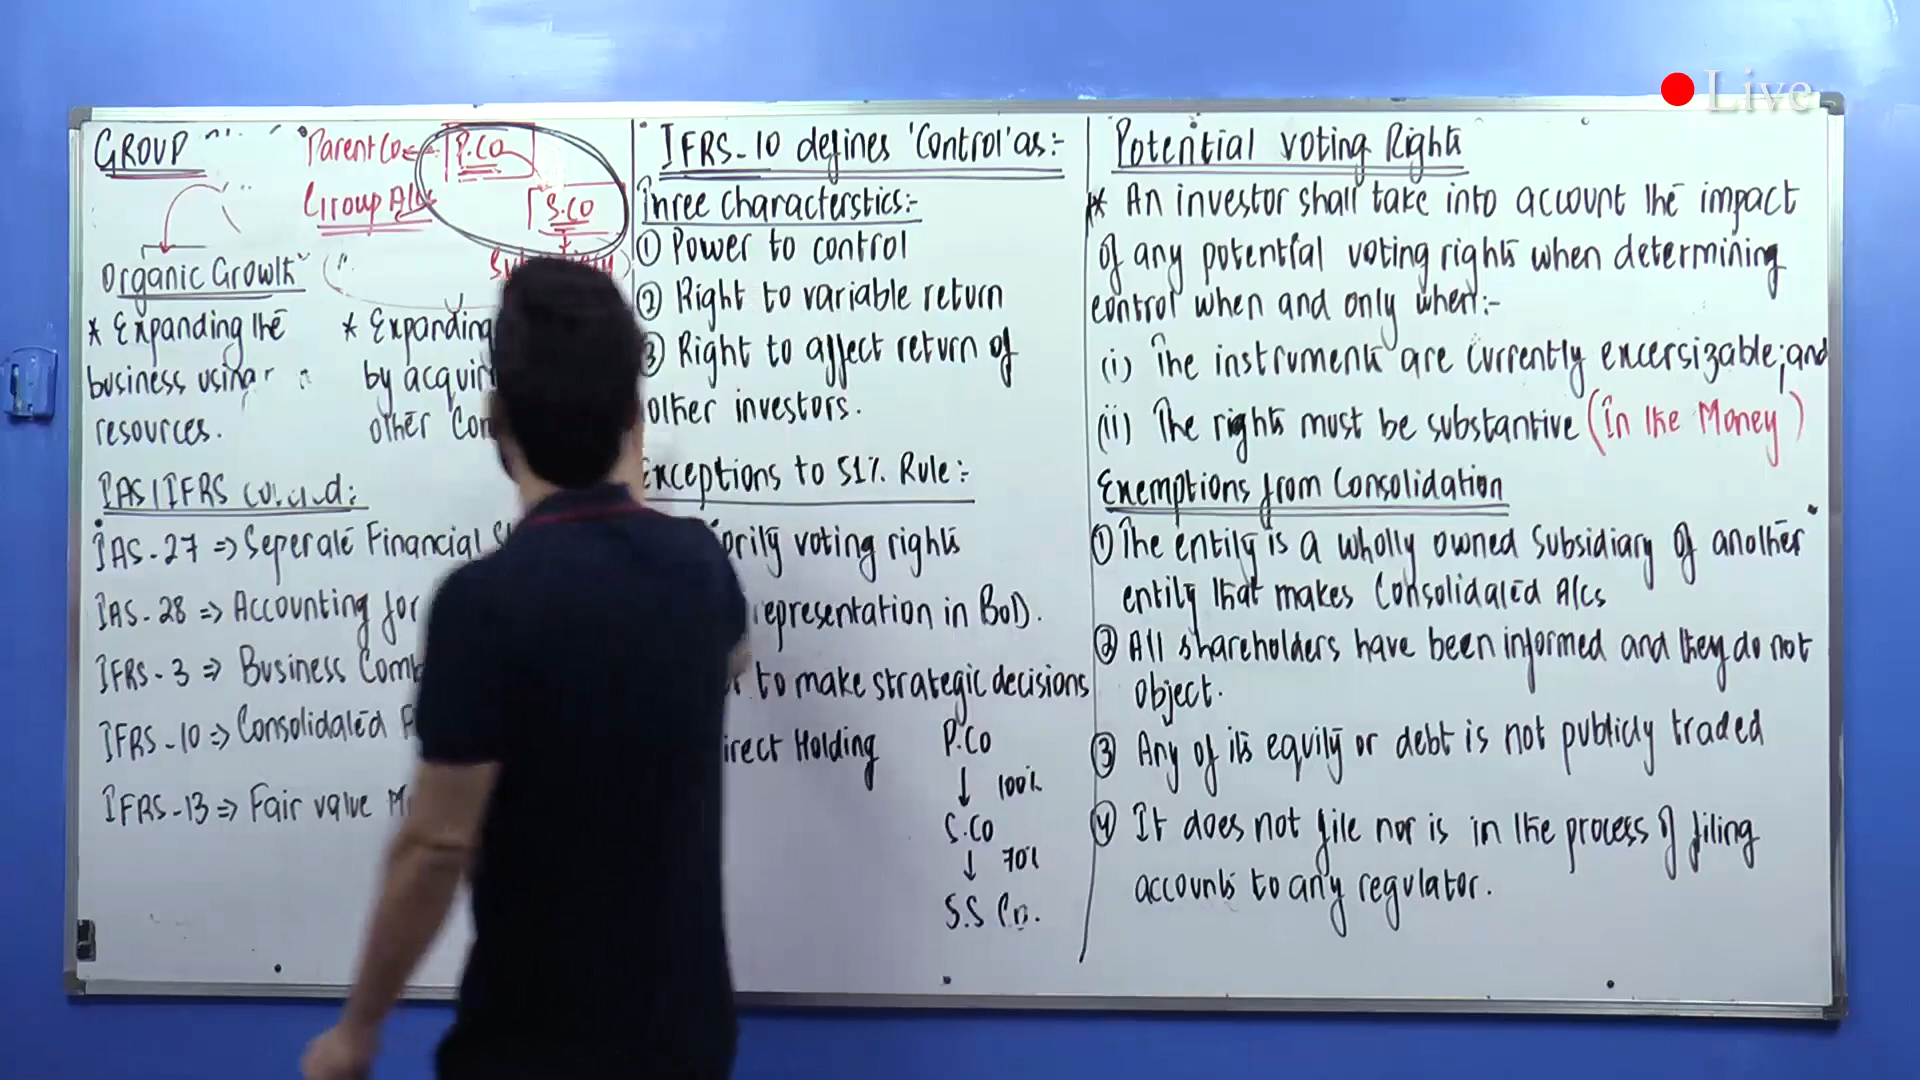 Live
GROUP
Parent Co
P.CO
Group A/cs
S.CO
Organic Growth
* Expanding the
business using
resources.
* Expanding
by acquir
other Com
IAS/IFRS
IAS-27 => Seperate Financial
IAS-28 => Accounting for
IFRS-3 => Business Comb
IFRS-10 => Consolidated F
IFRS-13 => Fair value M
IFRS-10 defines 'Control' as:-
Three Characterstics:-
① Power to control
② Right to variable return
③ Right to affect return of
other investors.
Exceptions to 51% Rule:-
ority voting rights
representation in BoD.
to make strategic decisions
irect Holding
P.CO
↓ 100%
S.CO
↓ 70%
S.S Co.
Potential Voting Rights
* An investor shall take into account the impact
of any potential voting rights when determining
control when and only when:-
(i) The instruments are currently excersizable; and
(ii) The rights must be substantive (In the Money)
Exemptions from Consolidation
① The entity is a wholly owned subsidiary of another
entity that makes Consolidated A/cs
② All shareholders have been informed and they do not
object.
③ Any of its equity or debt is not publicly traded
④ It does not file nor is in the process of filing
accounts to any regulator.